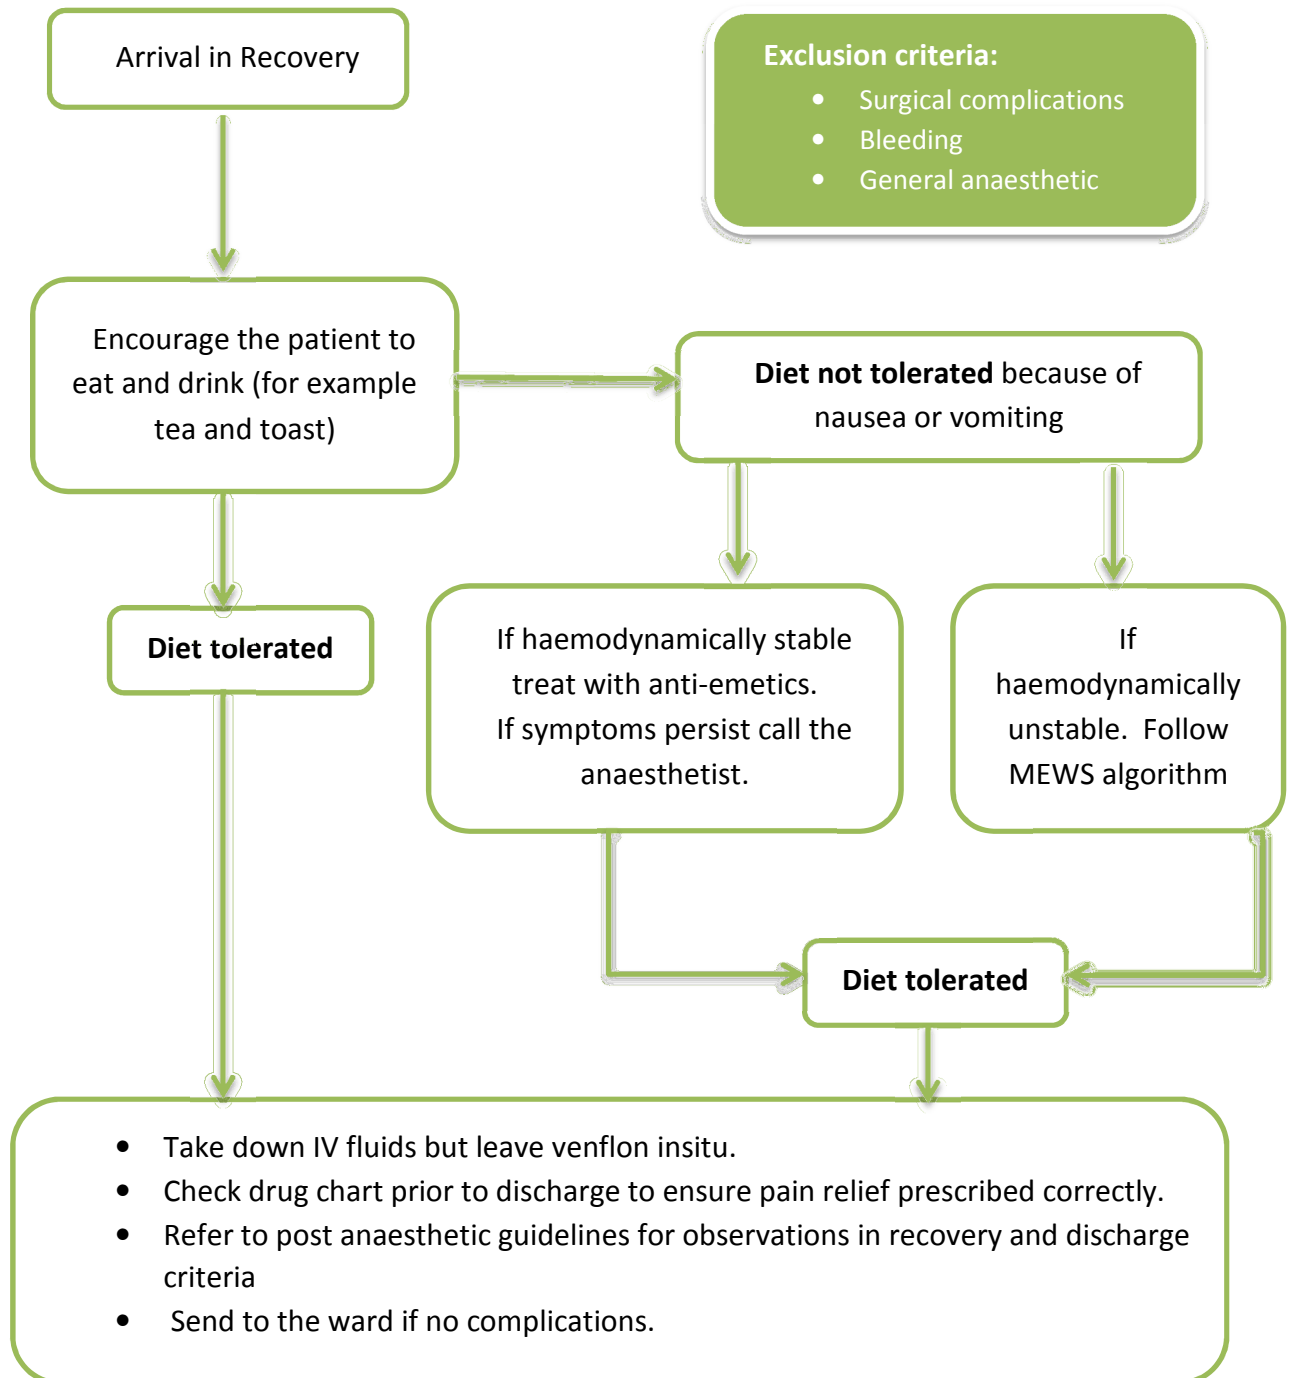 Arrival in Recovery
Exclusion criteria:
• Surgical complications
• Bleeding
• General anaesthetic
Encourage the patient to
eat and drink (for example
tea and toast)
Diet not tolerated because of
nausea or vomiting
Diet tolerated
If haemodynamically stable
treat with anti-emetics.
If symptoms persist call the
anaesthetist.
If
haemodynamically
unstable. Follow
MEWS algorithm
Diet tolerated
• Take down IV fluids but leave venflon insitu.
• Check drug chart prior to discharge to ensure pain relief prescribed correctly.
• Refer to post anaesthetic guidelines for observations in recovery and discharge
criteria
• Send to the ward if no complications.